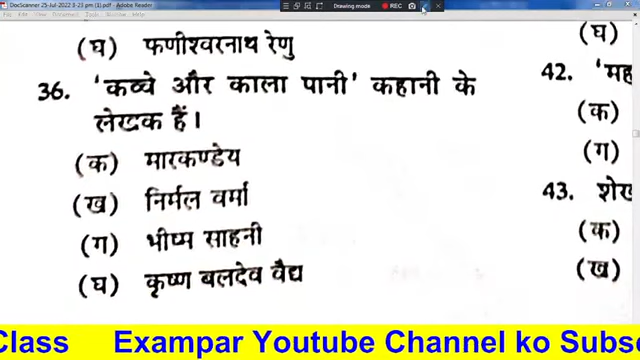 DocScanner 25-Jul-2022 3-23 pm (1).pdf - Adobe Reader
Drawing mode
REC
(घ) फणीश्वरनाथ रेणु
36. 'कव्वे और काला पानी' कहानी के
लेखक हैं।
(क) मारकण्डेय
(ख) निर्मल वर्मा
(ग) भीष्म साहनी
(घ) कृष्ण बलदेव वैद्य
(घ)
42.
(क)
(ग)
43.
(क)
(ख)
Class Exampar Youtube Channel ko Subsc